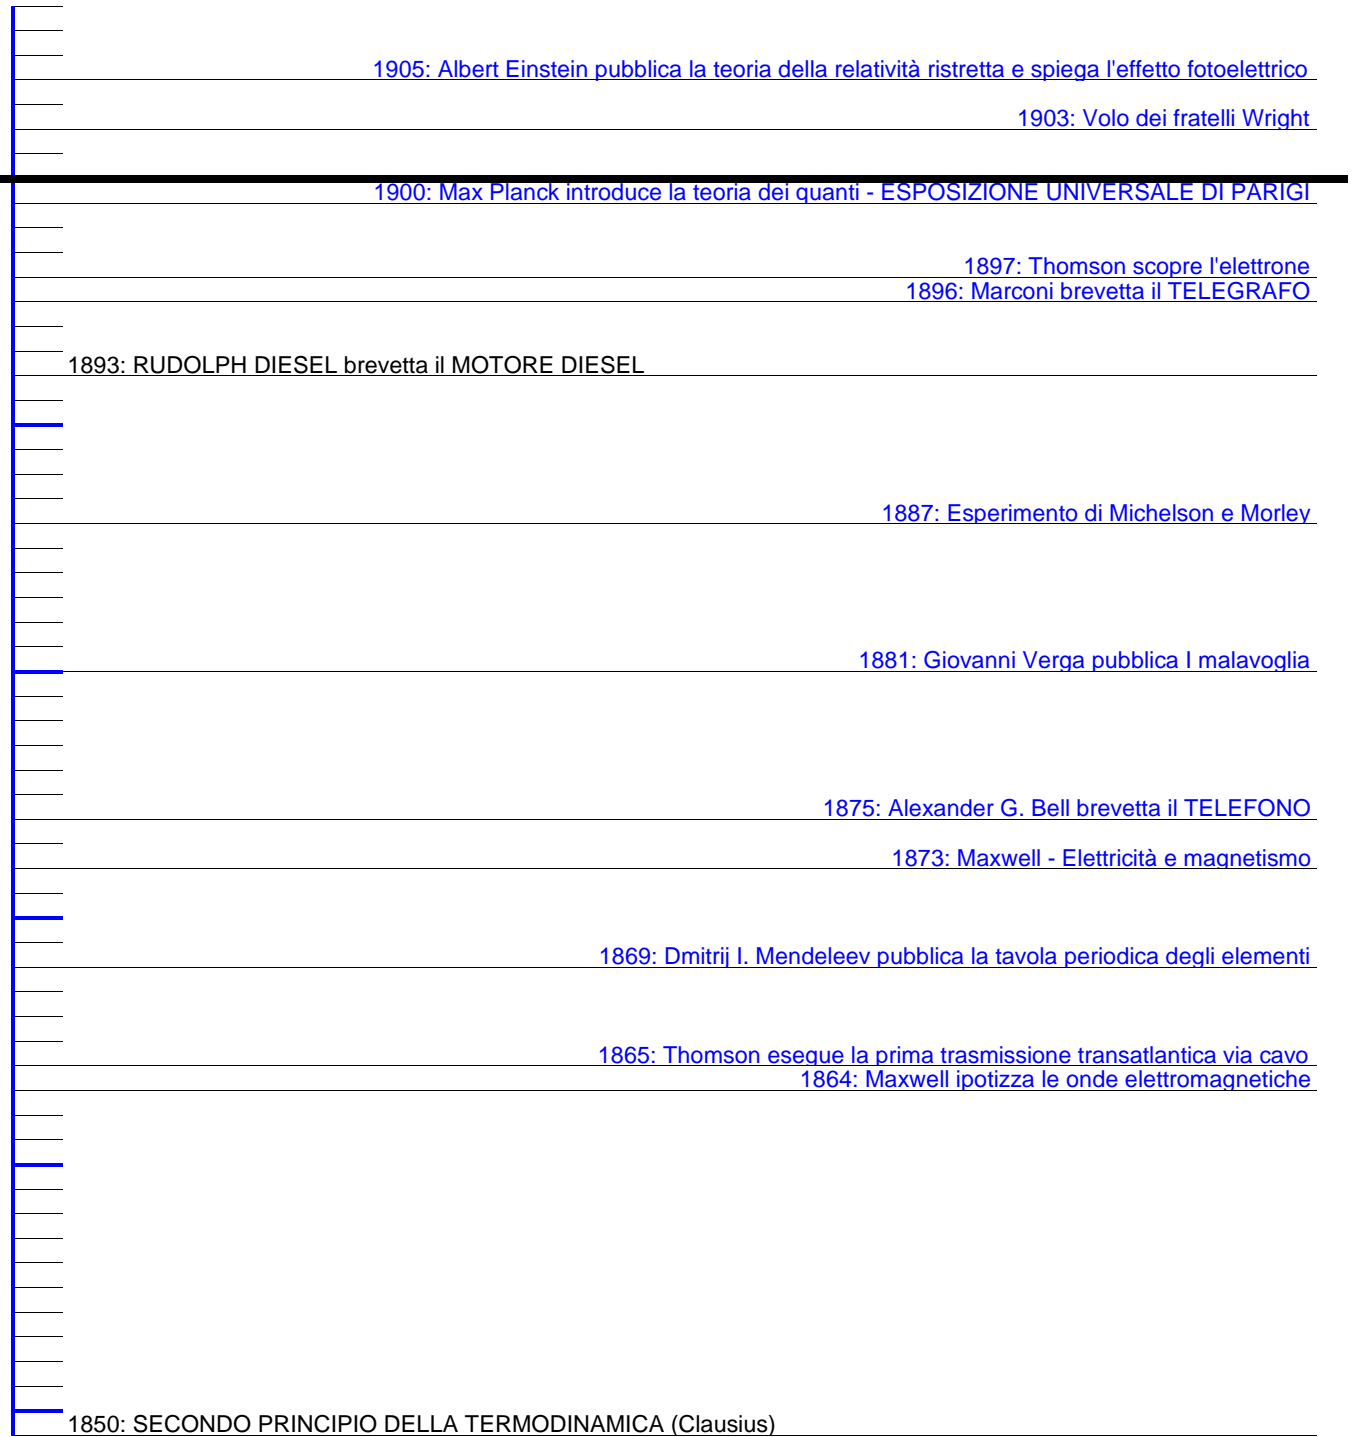 1905: Albert Einstein pubblica la teoria della relatività ristretta e spiega l'effetto fotoelettrico
1903: Volo dei fratelli Wright
1900: Max Planck introduce la teoria dei quanti - ESPOSIZIONE UNIVERSALE DI PARIGI
1897: Thomson scopre l'elettrone
1896: Marconi brevetta il TELEGRAFO
1893: RUDOLPH DIESEL brevetta il MOTORE DIESEL
1887: Esperimento di Michelson e Morley
1881: Giovanni Verga pubblica I malavoglia
1875: Alexander G. Bell brevetta il TELEFONO
1873: Maxwell - Elettricità e magnetismo
1869: Dmitrij I. Mendeleev pubblica la tavola periodica degli elementi
1865: Thomson esegue la prima trasmissione transatlantica via cavo
1864: Maxwell ipotizza le onde elettromagnetiche
1850: SECONDO PRINCIPIO DELLA TERMODINAMICA (Clausius)